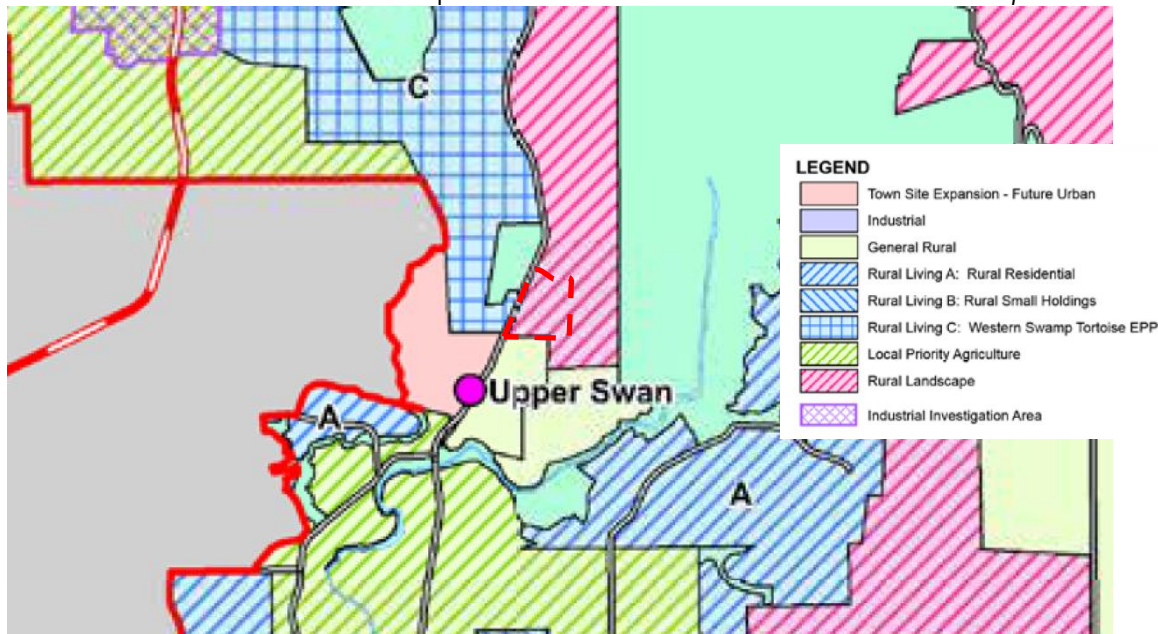 C
LEGEND
Town Site Expansion - Future Urban
Industrial
General Rural
Rural Living A: Rural Residential
Rural Living B: Rural Small Holdings
Rural Living C: Western Swamp Tortoise EPP
Local Priority Agriculture
Rural Landscape
Industrial Investigation Area
Upper Swan
A
A